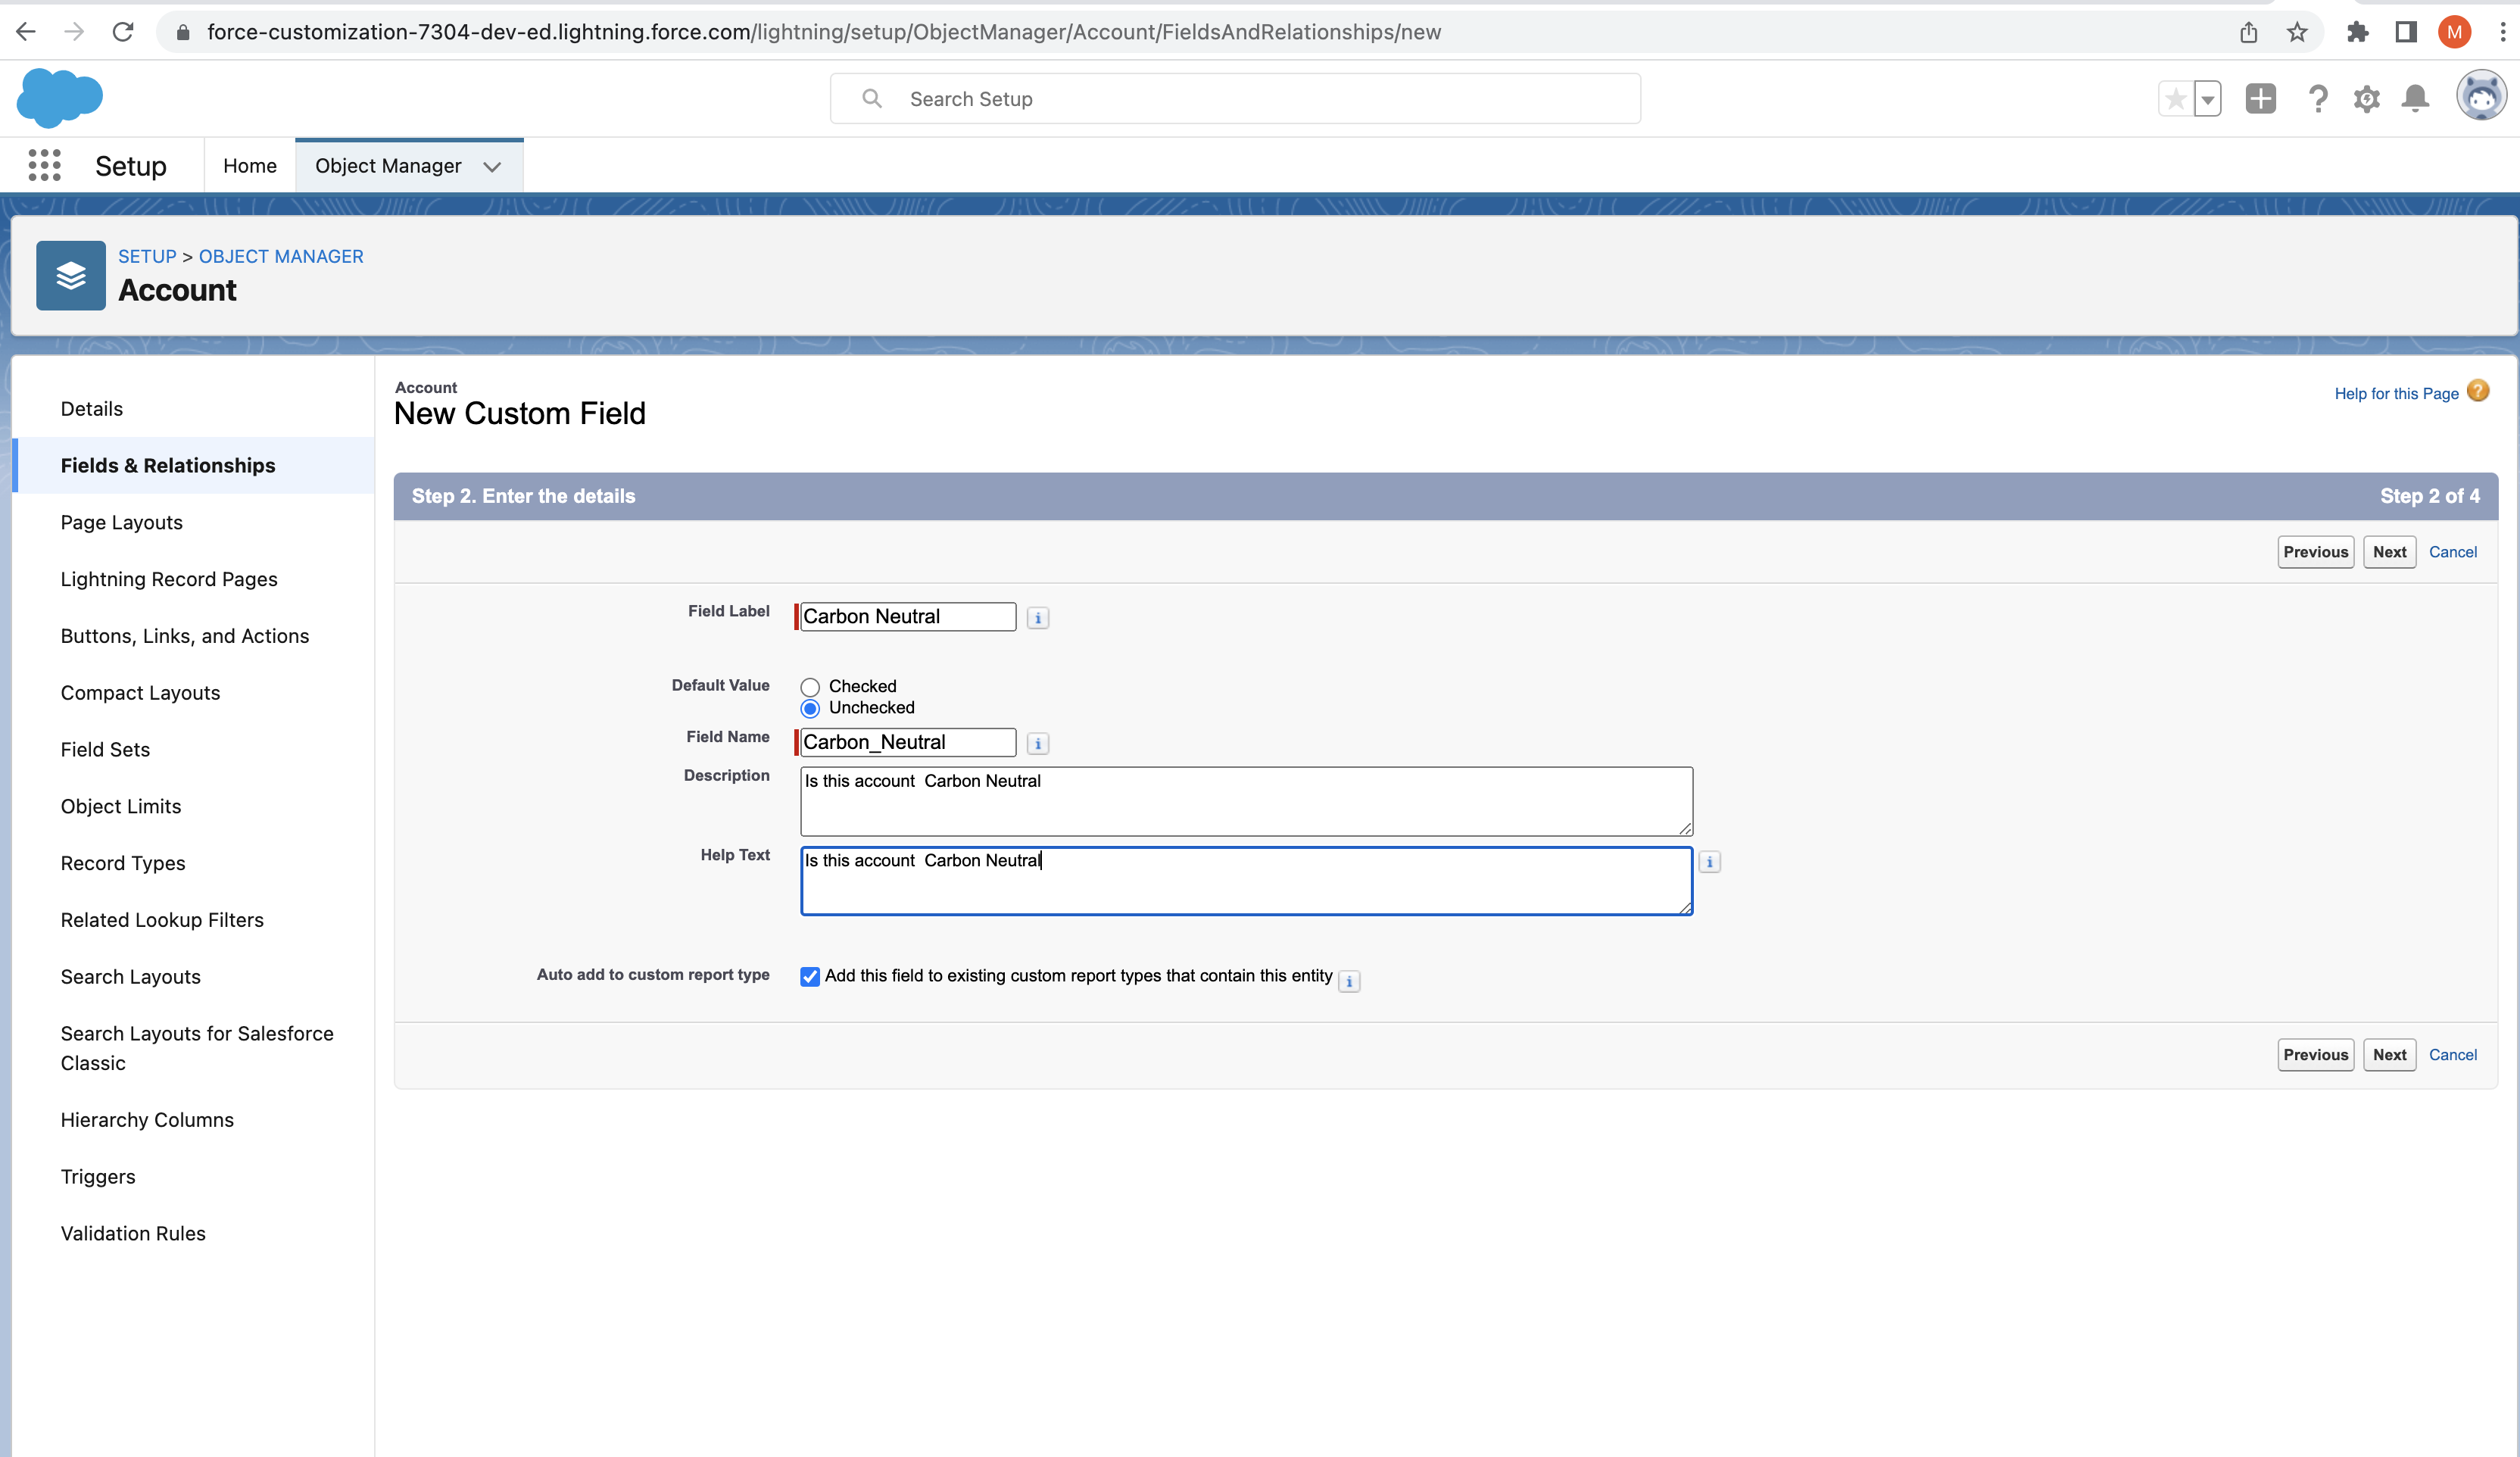 force-customization-7304-dev-ed.lightning.force.com/lightning/setup/ObjectManager/Account/FieldsAndRelationships/new
M
Search Setup
Setup
Home
Object Manager
SETUP > OBJECT MANAGER
Account
Details
Fields & Relationships
Page Layouts
Lightning Record Pages
Buttons, Links, and Actions
Compact Layouts
Field Sets
Object Limits
Record Types
Related Lookup Filters
Search Layouts
Search Layouts for Salesforce
Classic
Hierarchy Columns
Triggers
Validation Rules
Account
New Custom Field
Help for this Page ?
Step 2. Enter the details
Step 2 of 4
Previous Next Cancel
Field Label Carbon Neutral i
Default Value Checked
Unchecked
Field Name Carbon_Neutral i
Description Is this account  Carbon Neutral
Help Text Is this account  Carbon Neutral i
Auto add to custom report type Add this field to existing custom report types that contain this entity i
Previous Next Cancel